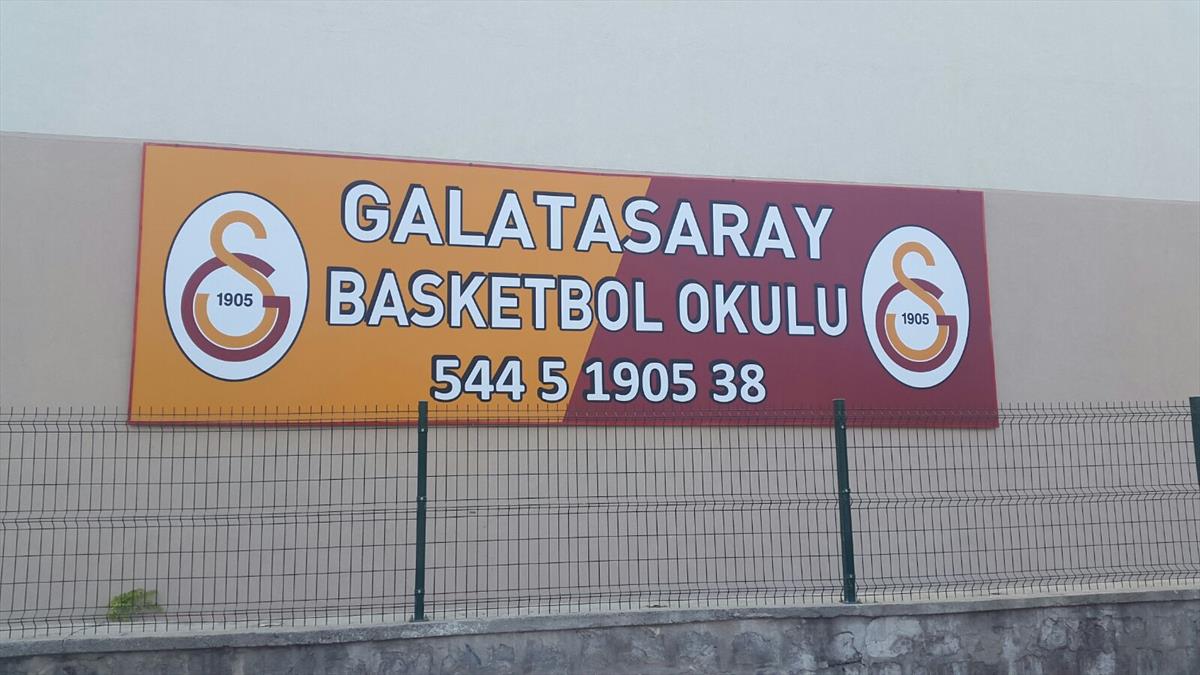 GALATASARAY
BASKETBOL OKULU
544 5 1905 38
1905
1905